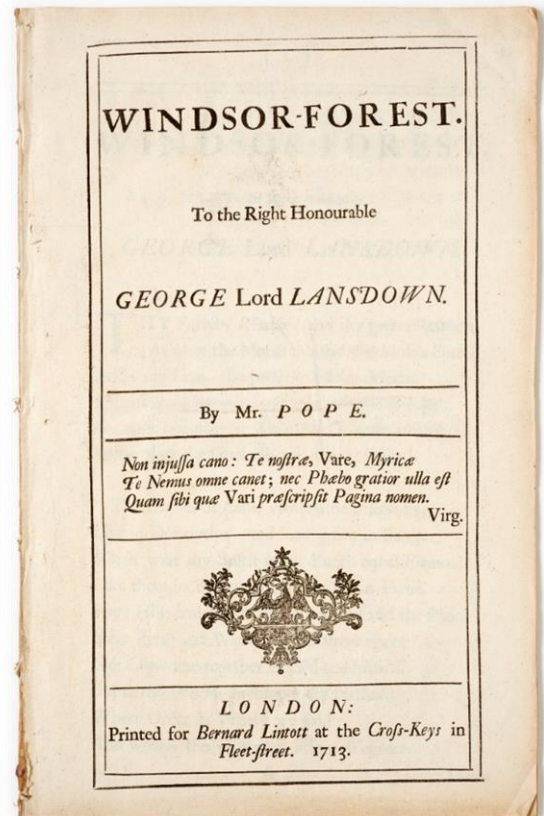 WINDSOR-FOREST.
To the Right Honourable
GEORGE Lord LANSDOWN.
By Mr. POPE.
Non injuſſa cano: Te noſtræ, Vare, Myricæ
Te Nemus omne canet; nec Phœbo gratior ulla eſt
Quam ſibi quæ Vari præſcripſit Pagina nomen.
Virg.
LONDON:
Printed for Bernard Lintott at the Croſs-Keys in
Fleet-ſtreet. 1713.